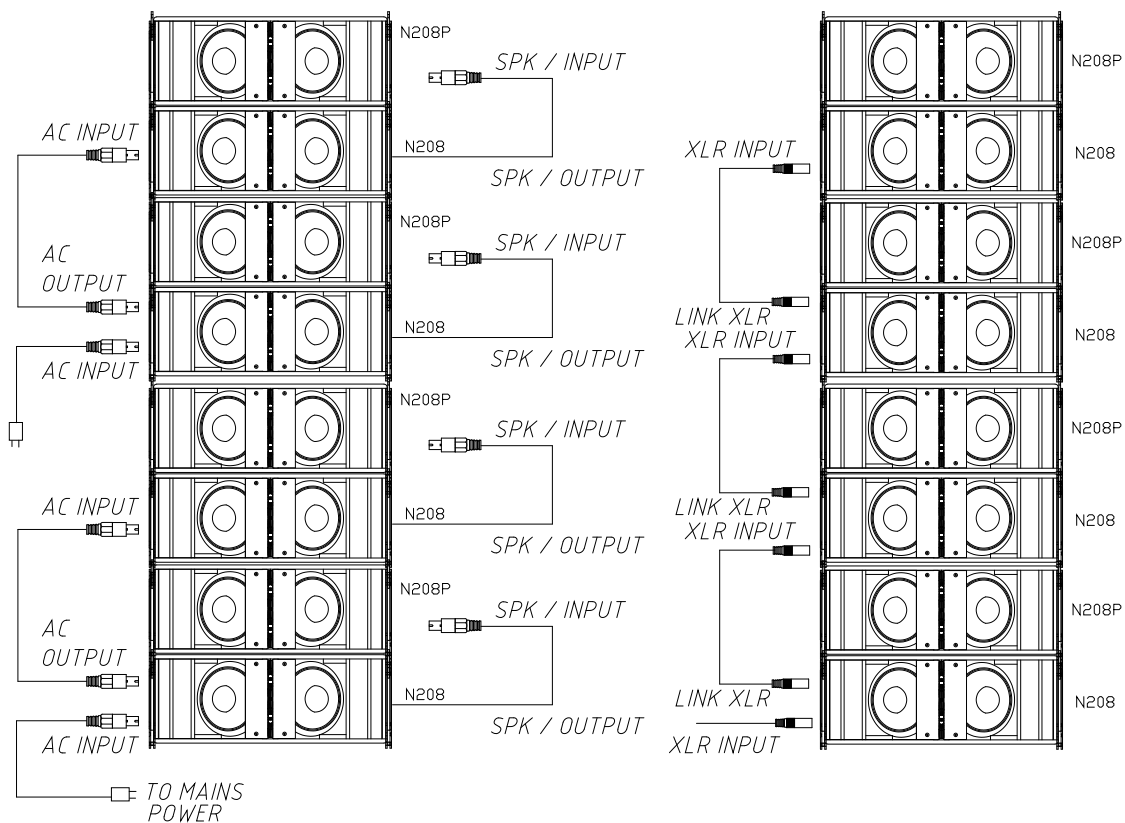 N208P
SPK / INPUT
AC INPUT
N208
SPK / OUTPUT
N208P
SPK / INPUT
AC
OUTPUT
N208
SPK / OUTPUT
AC INPUT
N208P
SPK / INPUT
AC INPUT
N208
SPK / OUTPUT
N208P
SPK / INPUT
AC
OUTPUT
N208
SPK / OUTPUT
AC INPUT
TO MAINS
POWER
N208P
XLR INPUT
N208
N208P
LINK XLR
XLR INPUT
N208
N208P
LINK XLR
XLR INPUT
N208
N208P
LINK XLR
N208
XLR INPUT